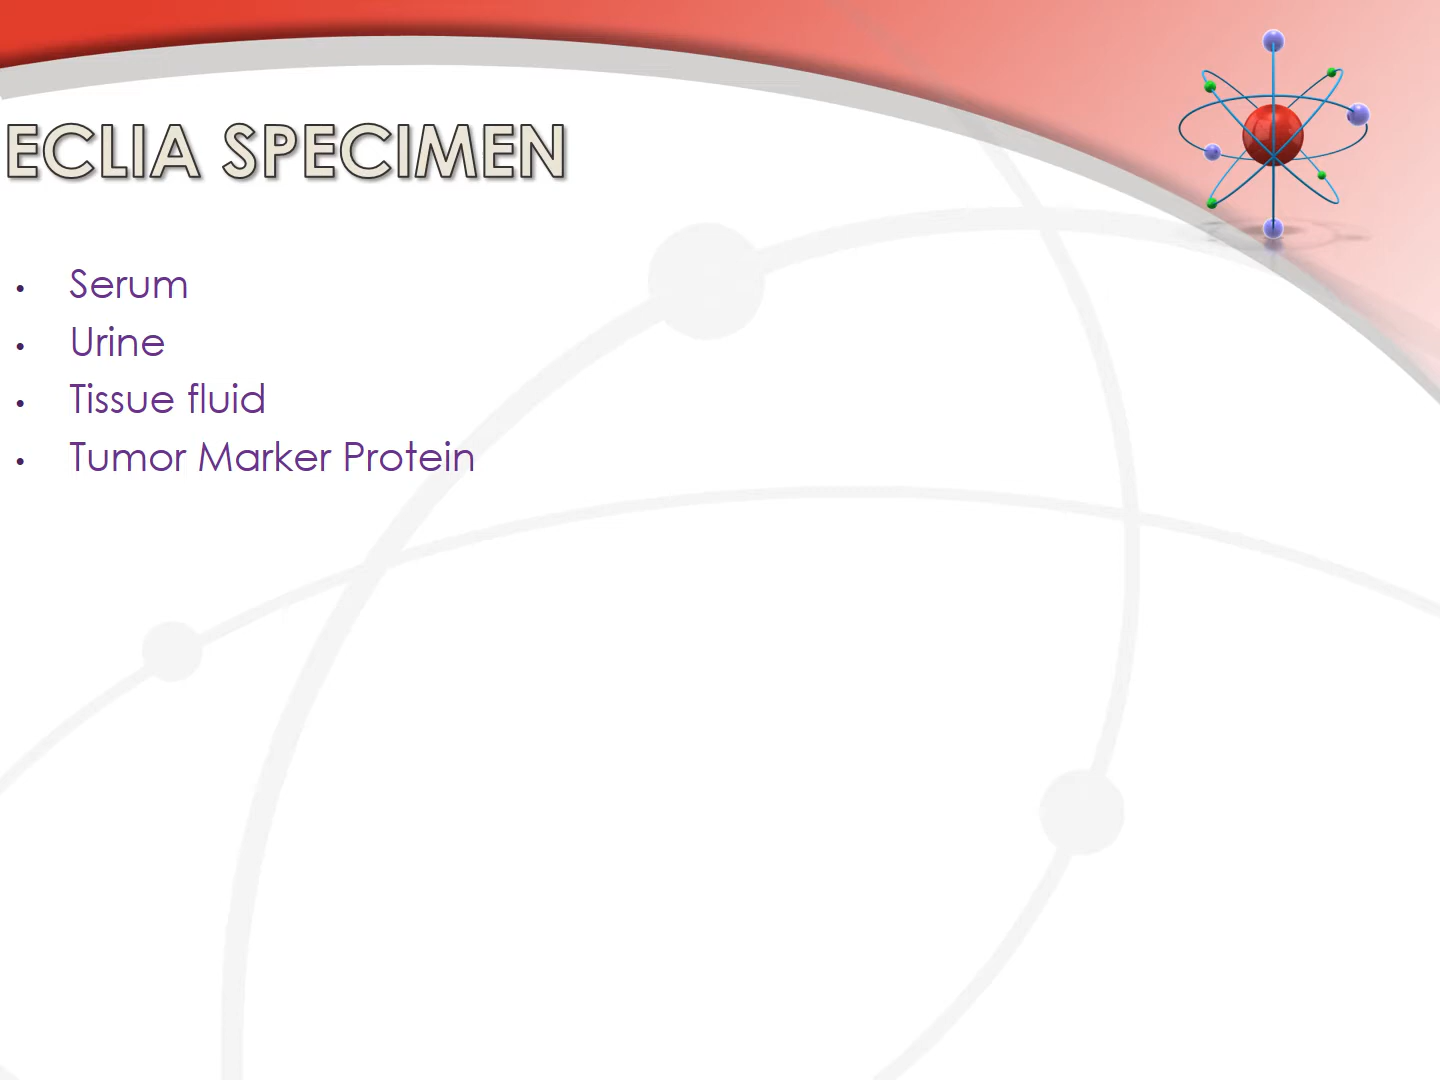 ECLIA SPECIMEN
• Serum
• Urine
• Tissue fluid
• Tumor Marker Protein